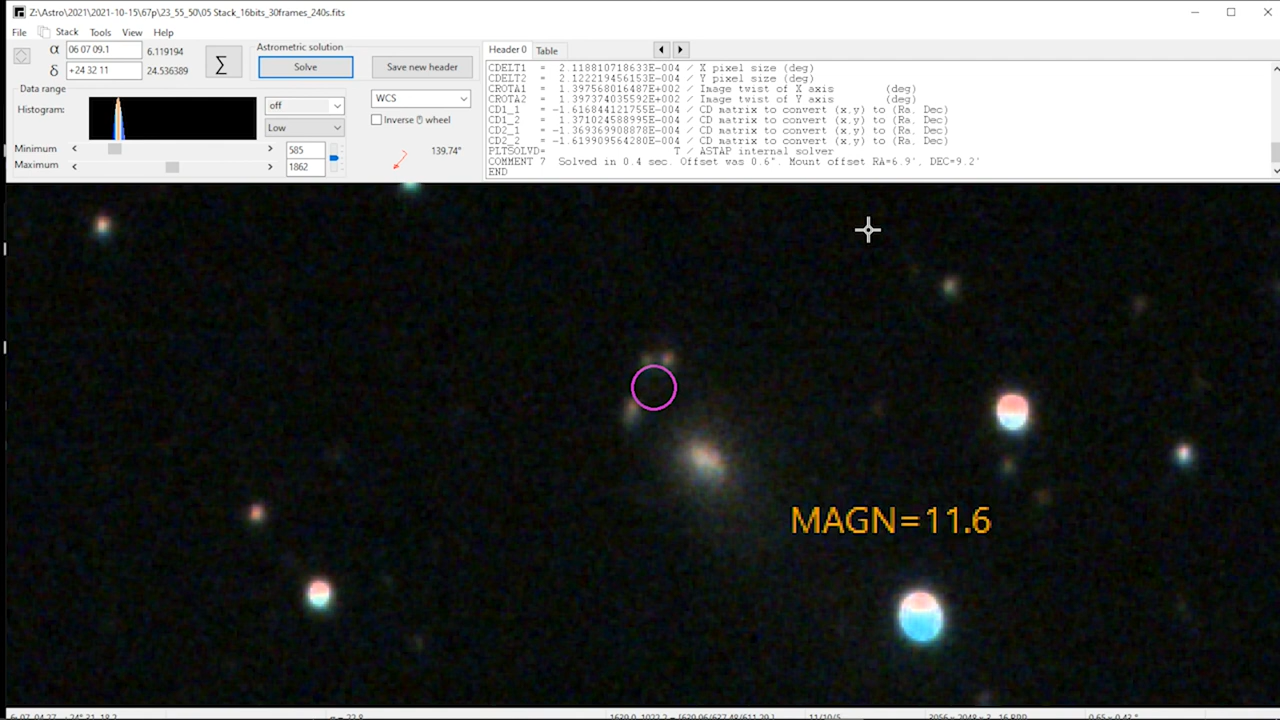 Z:\Astro\2021\2021-10-15\67p\23_55_50\05 Stack_16bits_30frames_240s.fits
File Stack Tools View Help
α 06 07 09.1 6.119194
δ +24 32 11 24.536389
∑
Astrometric solution
Solve
Save new header
Data range
Histogram:
off
Low
WCS
Inverse wheel
Minimum < > 585
Maximum < > 1862
139.74"
Header 0 Table
CDELT1 = 2.118810718633E-004 / X pixel size (deg)
CDELT2 = 2.122219456153E-004 / Y pixel size (deg)
CROTA1 = 1.397568016487E+002 / Image twist of X axis (deg)
CROTA2 = 1.397374035592E+002 / Image twist of Y axis (deg)
CD1_1 = -1.616844121755E-004 / CD matrix to convert (x,y) to (Ra, Dec)
CD1_2 = 1.371024588995E-004 / CD matrix to convert (x,y) to (Ra, Dec)
CD2_1 = -1.369369908878E-004 / CD matrix to convert (x,y) to (Ra, Dec)
CD2_2 = -1.619909564280E-004 / CD matrix to convert (x,y) to (Ra, Dec)
PLTSOLVD= T / ASTAP internal solver
COMMENT 7 Solved in 0.4 sec. Offset was 0.6". Mount offset RA=6.9', DEC=9.2'
END
MAGN=11.6